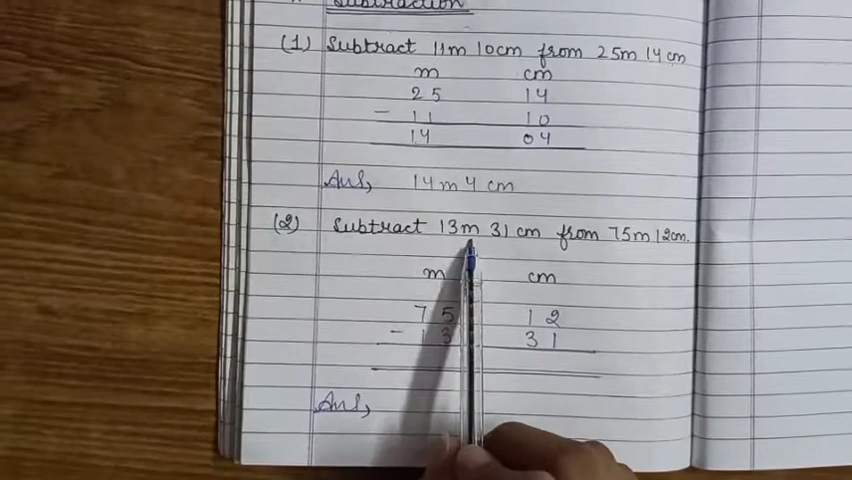 Subtraction
(1) Subtract 11m 10cm from 25m 14cm
m cm
25 14
- 11 10
14 04
Ans, 14m 4 cm
(2) Subtract 13m 31 cm from 75m 12cm.
m cm
75 12
- 13 31
Ans,